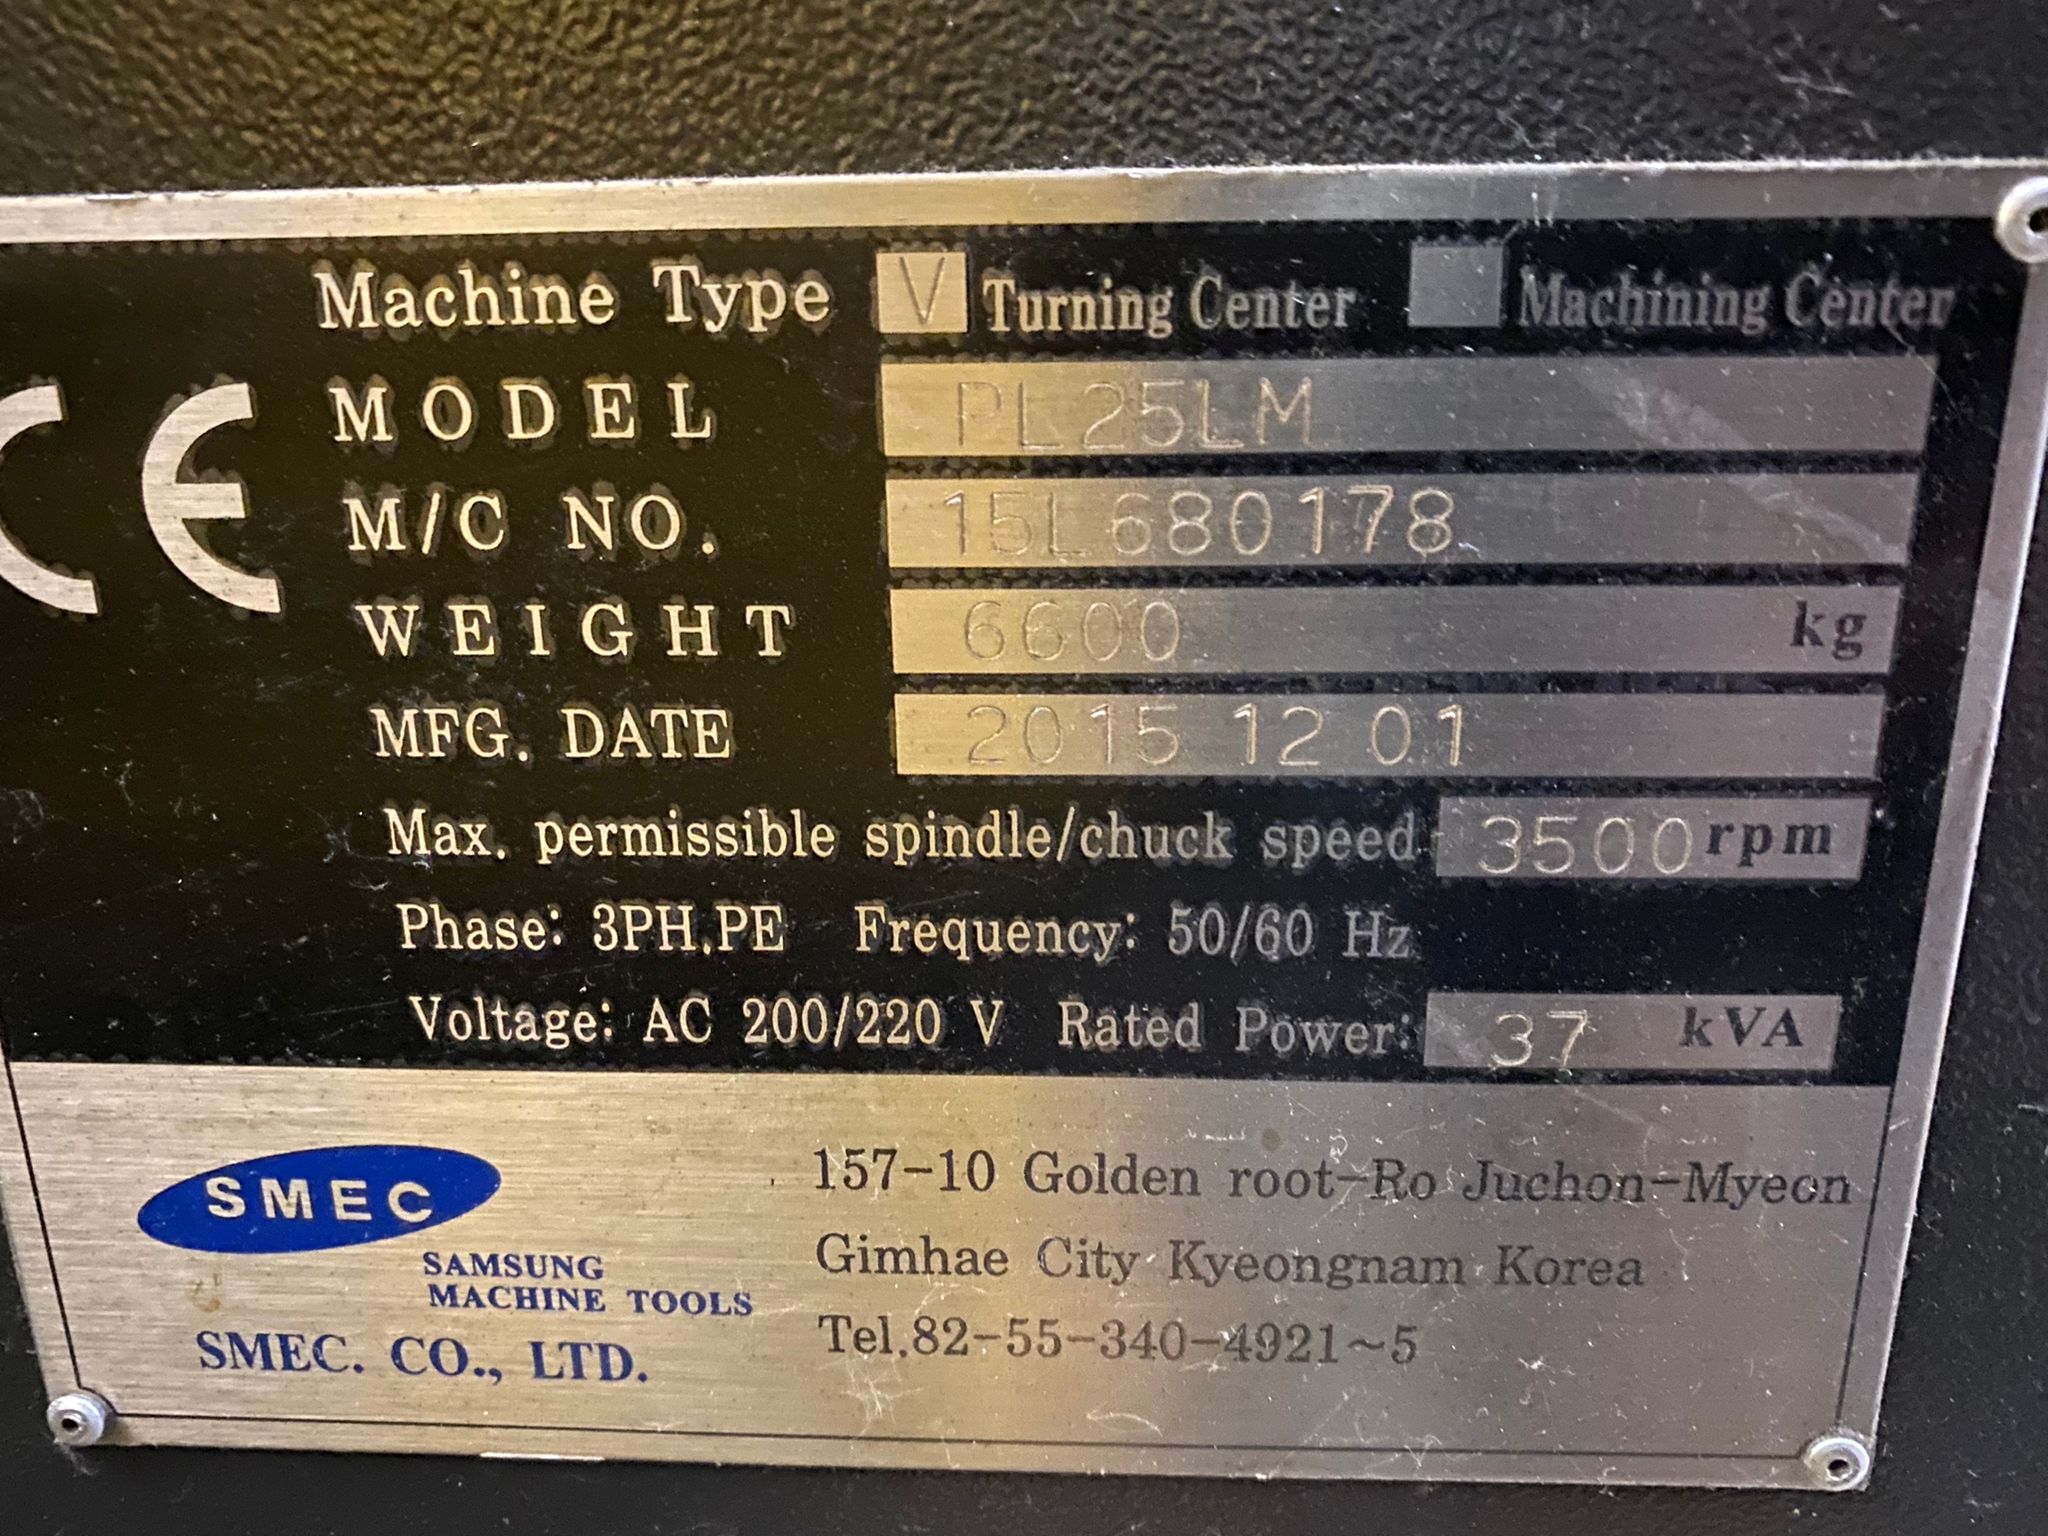 Machine Type V Turning Center Machining Center
CE
MODEL PL25LM
M/C NO. 15L680178
WEIGHT 6600 kg
MFG. DATE 2015 12 01
Max. permissible spindle/chuck speed 3500 rpm
Phase: 3PH,PE Frequency: 50/60 Hz
Voltage: AC 200/220 V Rated Power: 37 kVA
SMEC
SAMSUNG
MACHINE TOOLS
SMEC. CO., LTD.
157-10 Golden root-Ro Juchon-Myeon
Gimhae City Kyeongnam Korea
Tel.82-55-340-4921~5